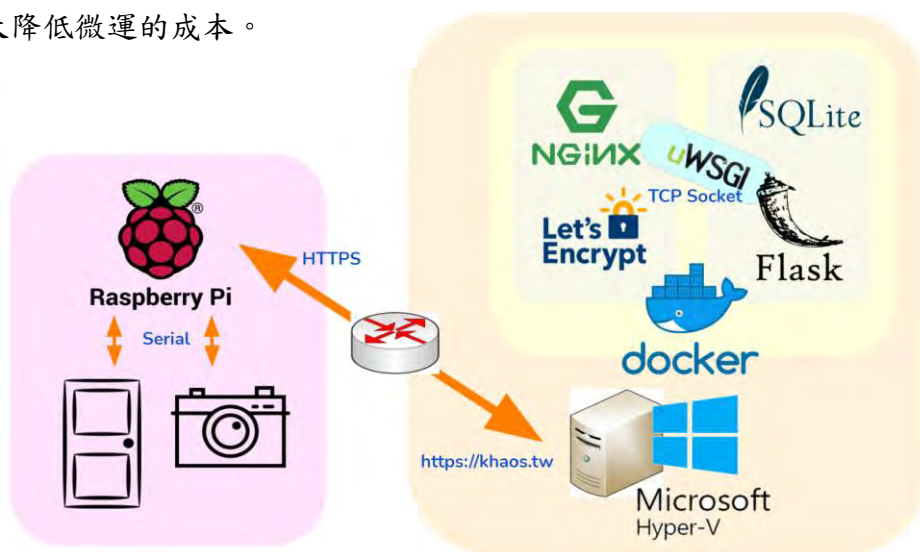 降低微運的成本。
NGiNX
SQLite
uWSGI
TCP Socket
Let's
Encrypt
Flask
docker
HTTPS
®
Raspberry Pi
Serial
https://khaos.tw
Microsoft
Hyper-V